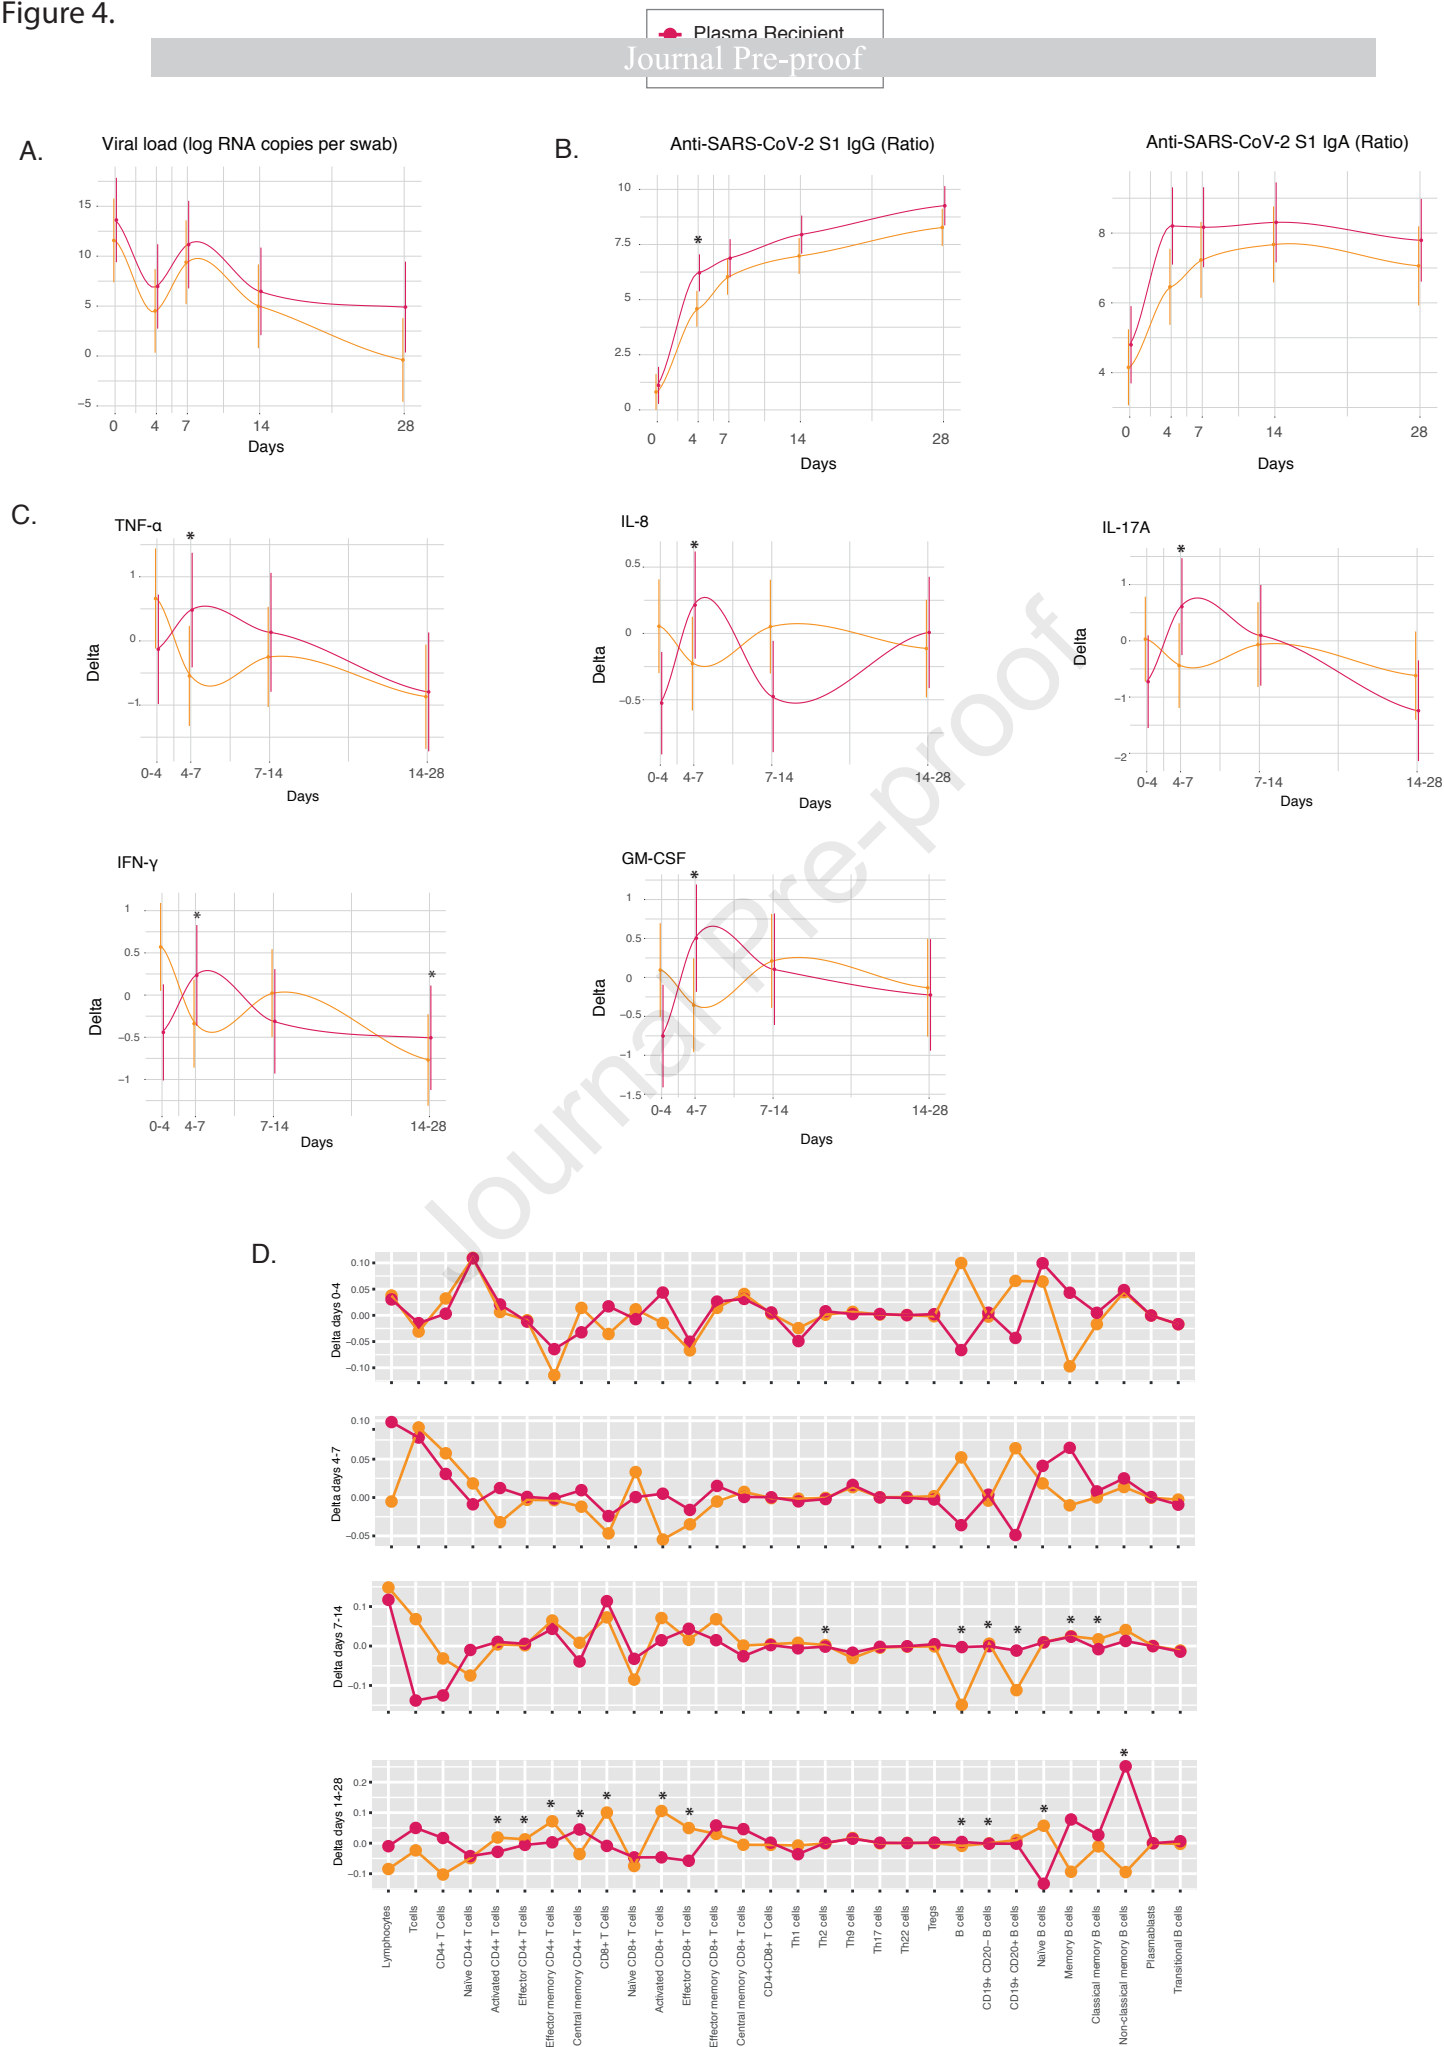 Figure 4.
Plasma Recipient
Journal Pre-proof
A.
Viral load (log RNA copies per swab)
15
10
5
0
−5
0 4 7 14 28
Days
B.
Anti-SARS-CoV-2 S1 IgG (Ratio)
10
7.5
5
2.5
0
0 4 7 14 28
Days
Anti-SARS-CoV-2 S1 IgA (Ratio)
8
6
4
0 4 7 14 28
Days
C.
TNF-α
*
Delta
1
0
−1
0-4 4-7 7-14 14-28
Days
IL-8
*
Delta
0.5
0
−0.5
0-4 4-7 7-14 14-28
Days
IL-17A
*
Delta
1
0
−1
−2
0-4 4-7 7-14 14-28
Days
IFN-γ
* *
Delta
1
0.5
0
−0.5
−1
0-4 4-7 7-14 14-28
Days
GM-CSF
*
Delta
1
0.5
0
−0.5
−1
−1.5
0-4 4-7 7-14 14-28
Days
Journal Pre-proof
D.
Delta days 0-4
0.10
0.05
0.00
−0.05
−0.10
Delta days 4-7
0.10
0.05
0.00
−0.05
Delta days 7-14
0.1
0.0
−0.1
* * * * * *
Delta days 14-28
0.2
0.1
0.0
−0.1
* * * * * * * * * * *
Lymphocytes
Tcells
CD4+ T Cells
Naïve CD4+ T cells
Activated CD4+ T cells
Effector CD4+ T cells
Effector memory CD4+ T cells
Central memory CD4+ T cells
CD8+ T Cells
Naïve CD8+ T cells
Activated CD8+ T cells
Effector CD8+ T cells
Effector memory CD8+ T cells
Central memory CD8+ T cells
CD4+CD8+ T Cells
Th1 cells
Th2 cells
Th9 cells
Th17 cells
Th22 cells
Tregs
B cells
CD19+ CD20− B cells
CD19+ CD20+ B cells
Naïve B cells
Memory B cells
Classical memory B cells
Non-classical memory B cells
Plasmablasts
Transitional B cells